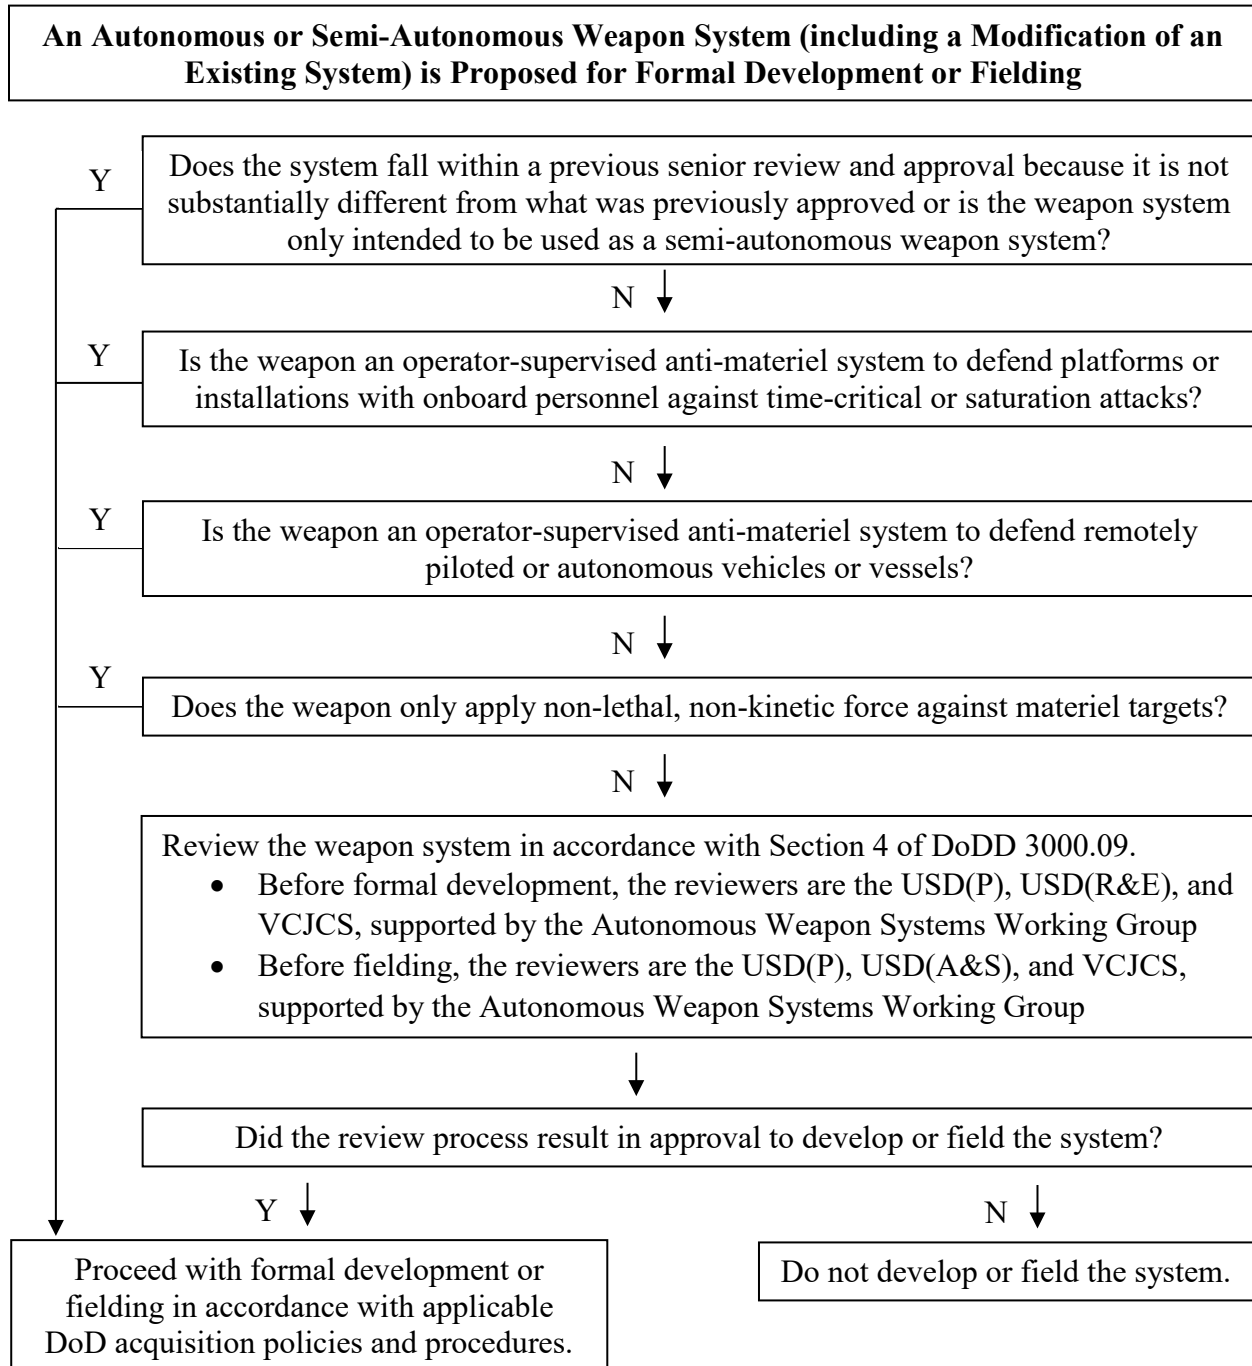 An Autonomous or Semi-Autonomous Weapon System (including a Modification of an
Existing System) is Proposed for Formal Development or Fielding
Y
Does the system fall within a previous senior review and approval because it is not
substantially different from what was previously approved or is the weapon system
only intended to be used as a semi-autonomous weapon system?
N
Y
Is the weapon an operator-supervised anti-materiel system to defend platforms or
installations with onboard personnel against time-critical or saturation attacks?
N
Y
Is the weapon an operator-supervised anti-materiel system to defend remotely
piloted or autonomous vehicles or vessels?
N
Y
Does the weapon only apply non-lethal, non-kinetic force against materiel targets?
N
Review the weapon system in accordance with Section 4 of DoDD 3000.09.
• Before formal development, the reviewers are the USD(P), USD(R&E), and
VCJCS, supported by the Autonomous Weapon Systems Working Group
• Before fielding, the reviewers are the USD(P), USD(A&S), and VCJCS,
supported by the Autonomous Weapon Systems Working Group
Did the review process result in approval to develop or field the system?
Y
N
Proceed with formal development or
fielding in accordance with applicable
DoD acquisition policies and procedures.
Do not develop or field the system.